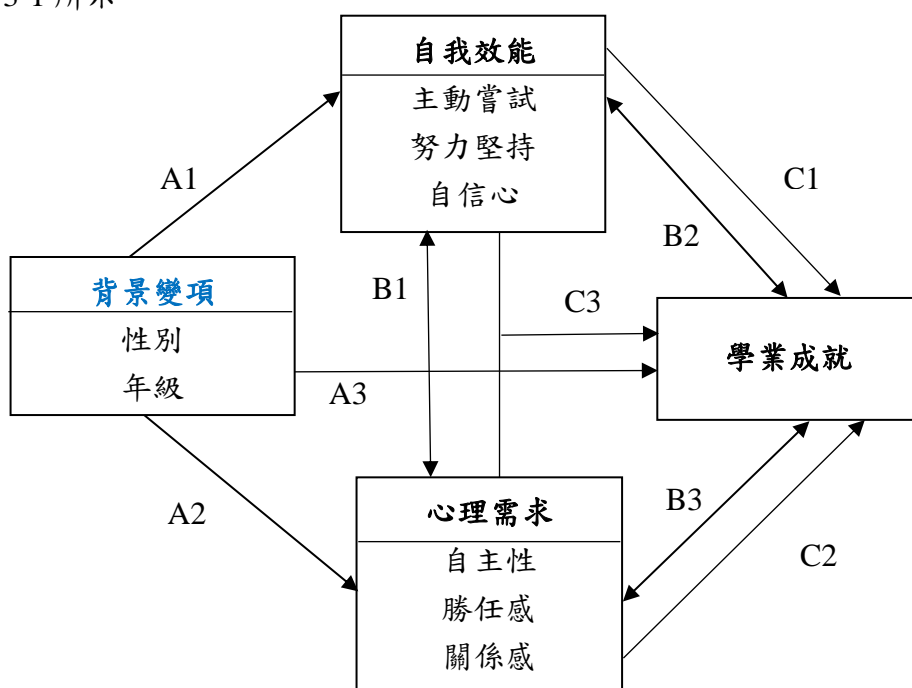 自我效能
主動嘗試
努力堅持
自信心
A1
C1
B2
背景變項
性別
年級
B1
C3
學業成就
A3
A2
心理需求
自主性
勝任感
關係感
B3
C2